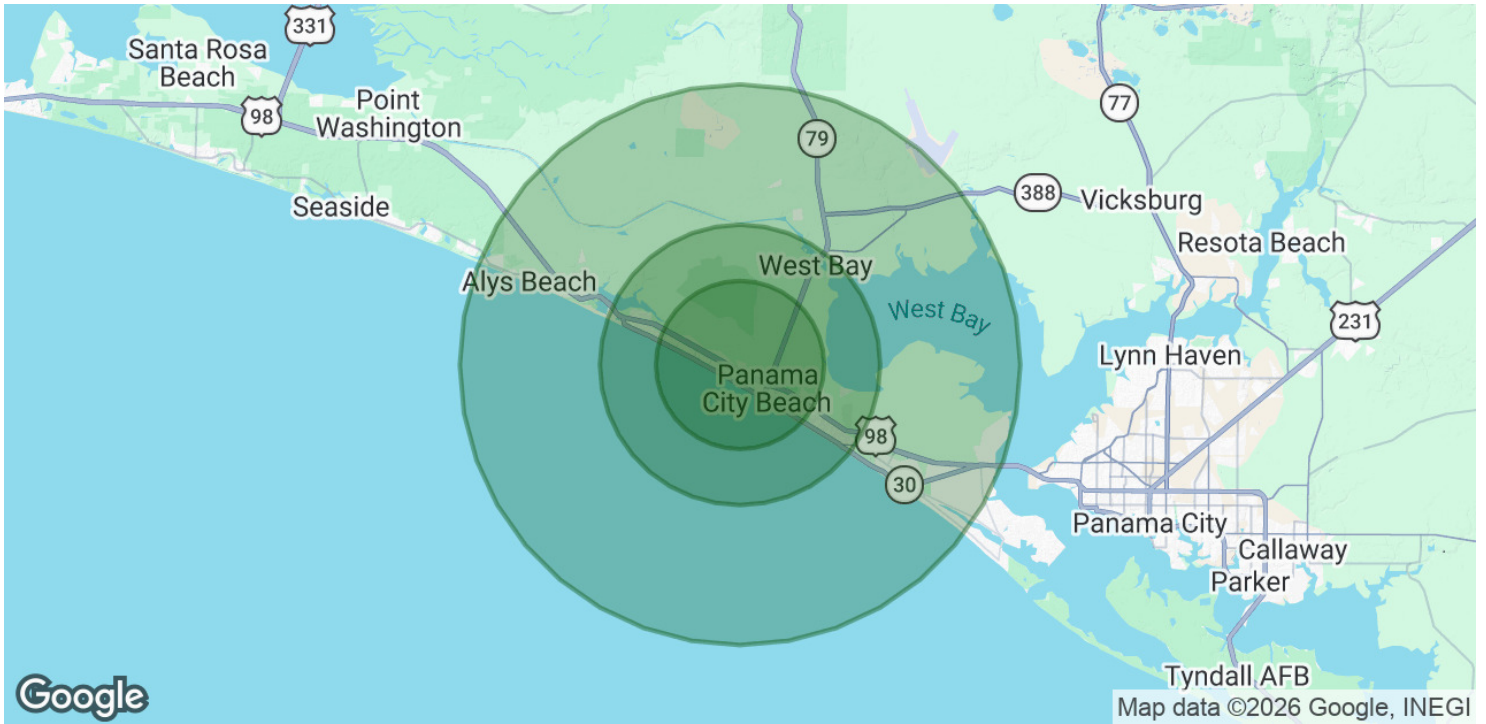 331
Santa Rosa
Beach
98
Point
Washington
79
77
388
Vicksburg
Seaside
Resota Beach
Alys Beach
West Bay
West Bay
231
Lynn Haven
Panama
City Beach
98
30
Panama City
Callaway
Parker
Tyndall AFB
Google
Map data ©2026 Google, INEGI